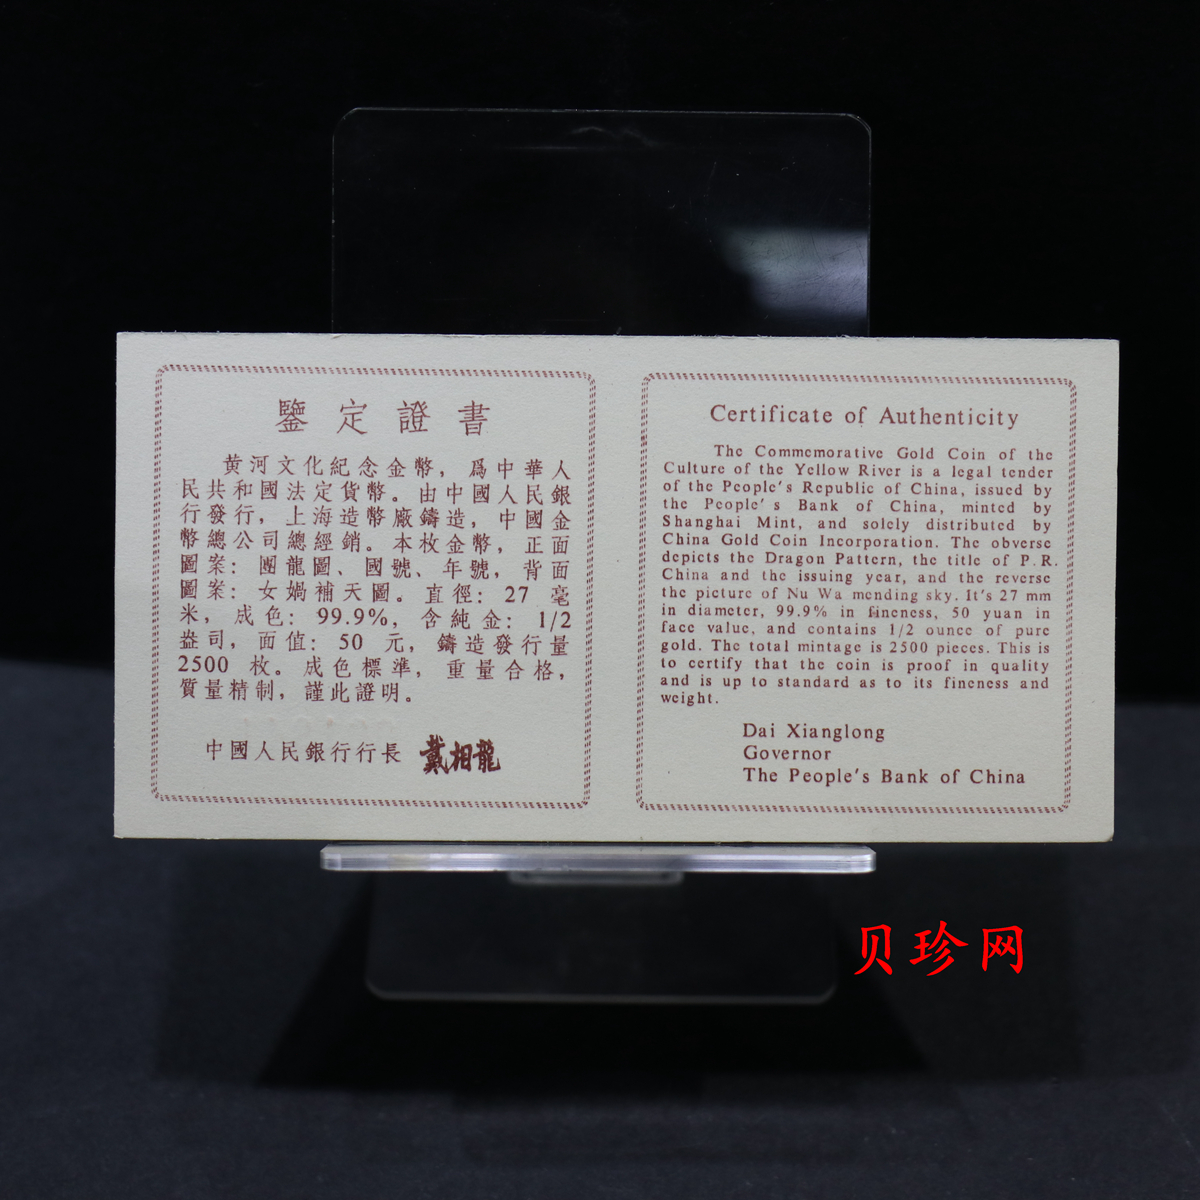 鑒定證書
黄河文化紀念金幣，爲中華人
民共和國法定貨幣。由中國人民銀
行發行，上海造幣廠鑄造，中國金
幣總公司總經銷。本枚金幣，正面
圖案：團龍圖、國號、年號，背面
圖案：女媧補天圖。直徑：27 毫
米，成色：99.9%，含純金：1/2
盎司，面值：50 元，鑄造發行量
2500 枚。成色標準，重量合格，
質量精制，謹此證明。
中國人民銀行行長 戴相龍
Certificate of Authenticity
The Commemorative Gold Coin of the
Culture of the Yellow River is a legal tender
of the People's Republic of China, issued by
the People's Bank of China, minted by
Shanghai Mint, and solely distributed by
China Gold Coin Incorporation. The obverse
depicts the Dragon Pattern, the title of P.R.
China and the issuing year, and the reverse
the picture of Nu Wa mending sky. It's 27 mm
in diameter, 99.9% in fineness, 50 yuan in
face value, and contains 1/2 ounce of pure
gold. The total mintage is 2500 pieces. This is
to certify that the coin is proof in quality
and is up to standard as to its fineness and
weight.
Dai Xianglong
Governor
The People's Bank of China
贝珍网